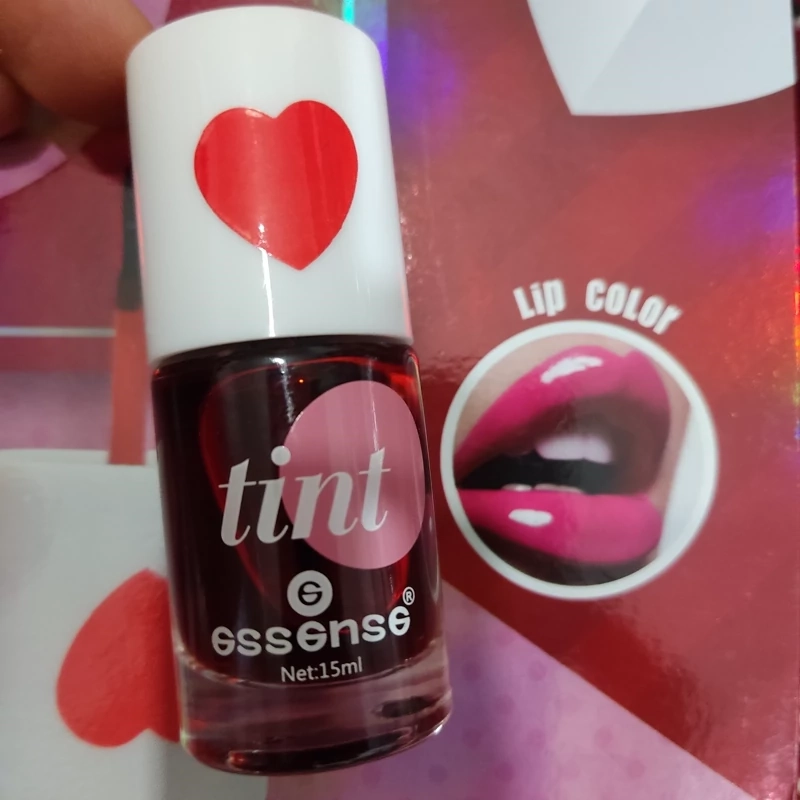 Lip COLOr
tint
essense®
Net:15ml